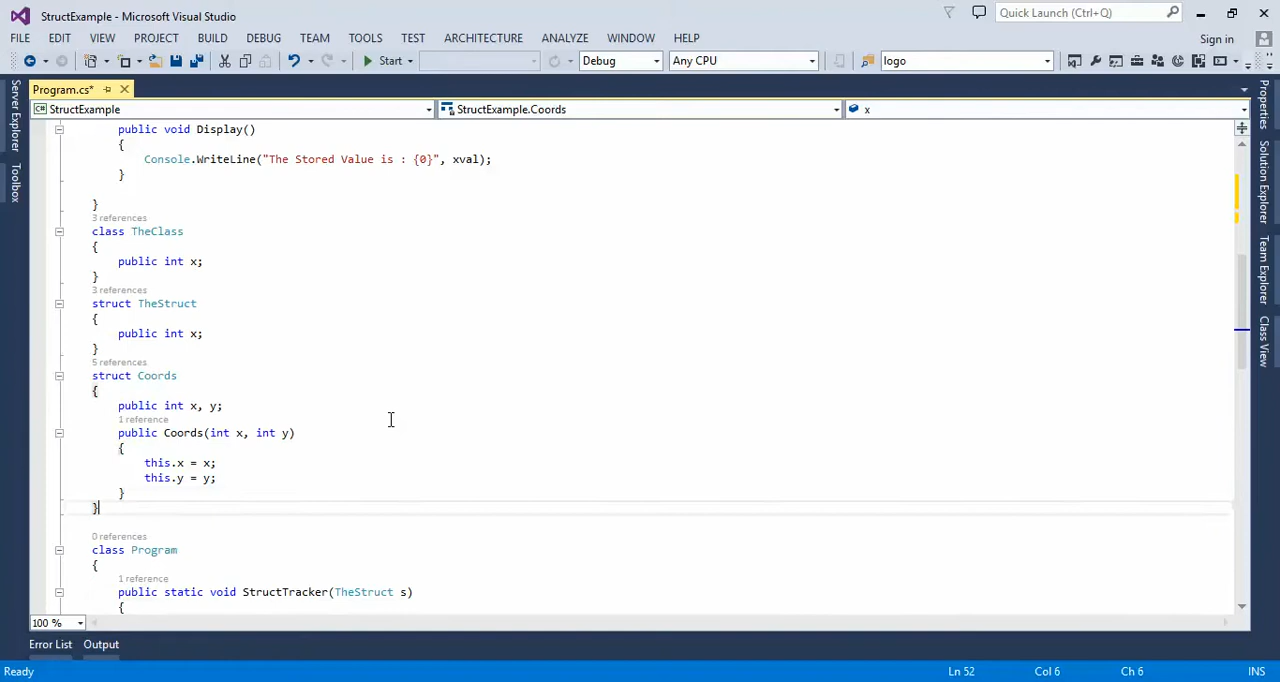 StructExample - Microsoft Visual Studio
Quick Launch (Ctrl+Q)
FILE EDIT VIEW PROJECT BUILD DEBUG TEAM TOOLS TEST ARCHITECTURE ANALYZE WINDOW HELP
Sign in
Start Debug Any CPU logo
Program.cs*
StructExample StructExample.Coords x
Server Explorer
Toolbox
Properties
Solution Explorer
Team Explorer
Class View
public void Display()
{
Console.WriteLine("The Stored Value is : {0}", xval);
}
}
3 references
class TheClass
{
public int x;
}
3 references
struct TheStruct
{
public int x;
}
5 references
struct Coords
{
public int x, y;
1 reference
public Coords(int x, int y)
{
this.x = x;
this.y = y;
}
}
0 references
class Program
{
1 reference
public static void StructTracker(TheStruct s)
{
100 %
Error List Output
Ready Ln 52 Col 6 Ch 6 INS